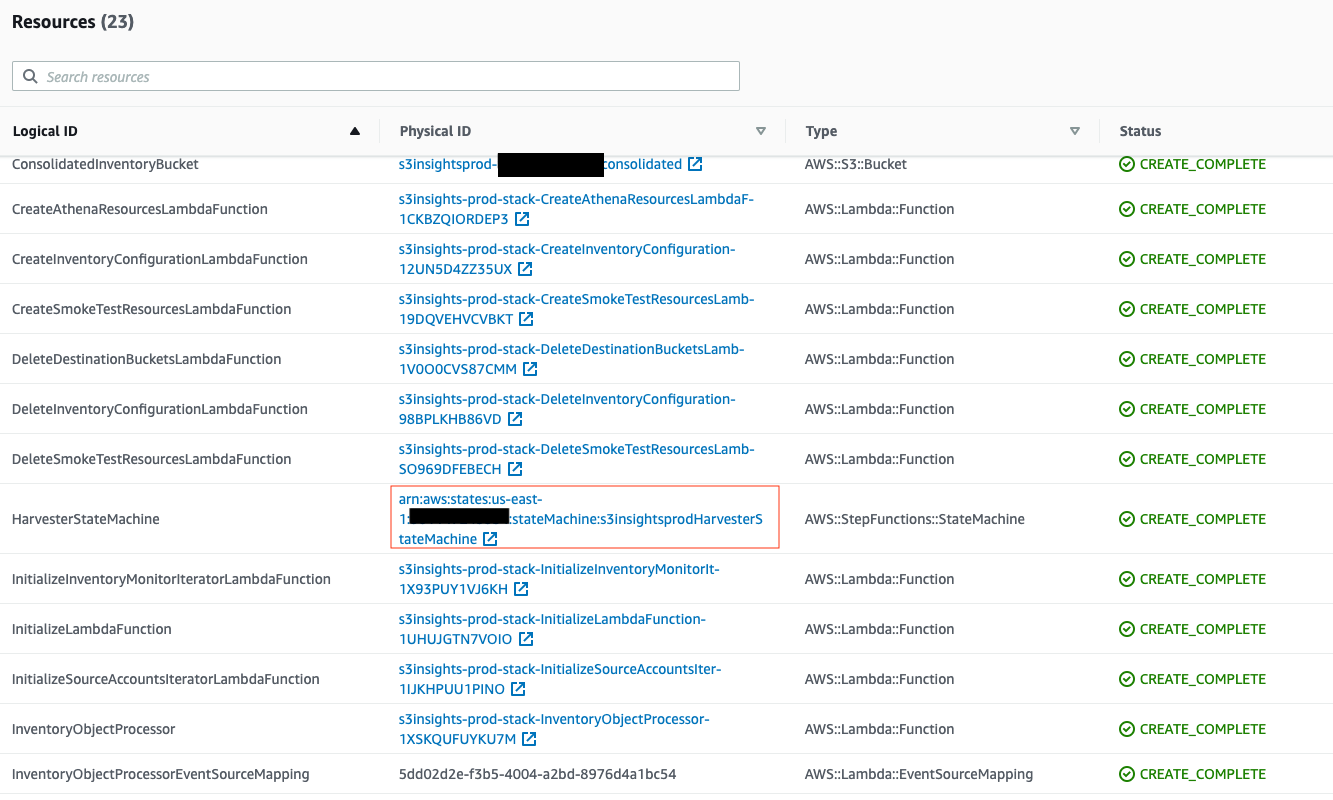 Resources (23)
Search resources
Logical ID Physical ID Type Status
ConsolidatedInventoryBucket s3insightsprod- consolidated AWS::S3::Bucket CREATE_COMPLETE
CreateAthenaResourcesLambdaFunction s3insights-prod-stack-CreateAthenaResourcesLambdaF- AWS::Lambda::Function CREATE_COMPLETE
1CKBZQIORDEP3
CreateInventoryConfigurationLambdaFunction s3insights-prod-stack-CreateInventoryConfiguration- AWS::Lambda::Function CREATE_COMPLETE
12UN5D4ZZ35UX
CreateSmokeTestResourcesLambdaFunction s3insights-prod-stack-CreateSmokeTestResourcesLamb- AWS::Lambda::Function CREATE_COMPLETE
19DQVEHVCVBKT
DeleteDestinationBucketsLambdaFunction s3insights-prod-stack-DeleteDestinationBucketsLamb- AWS::Lambda::Function CREATE_COMPLETE
1V0O0CVS87CMM
DeleteInventoryConfigurationLambdaFunction s3insights-prod-stack-DeleteInventoryConfiguration- AWS::Lambda::Function CREATE_COMPLETE
98BPLKHB86VD
DeleteSmokeTestResourcesLambdaFunction s3insights-prod-stack-DeleteSmokeTestResourcesLamb- AWS::Lambda::Function CREATE_COMPLETE
SO969DFEBECH
arn:aws:states:us-east-
HarvesterStateMachine 1: :stateMachine:s3insightsprodHarvesterS AWS::StepFunctions::StateMachine CREATE_COMPLETE
tateMachine
InitializeInventoryMonitorIteratorLambdaFunction s3insights-prod-stack-InitializeInventoryMonitorIt- AWS::Lambda::Function CREATE_COMPLETE
1X93PUY1VJ6KH
InitializeLambdaFunction s3insights-prod-stack-InitializeLambdaFunction- AWS::Lambda::Function CREATE_COMPLETE
1UHUJGTN7VOIO
InitializeSourceAccountsIteratorLambdaFunction s3insights-prod-stack-InitializeSourceAccountsIter- AWS::Lambda::Function CREATE_COMPLETE
1IJKHPUU1PINO
InventoryObjectProcessor s3insights-prod-stack-InventoryObjectProcessor- AWS::Lambda::Function CREATE_COMPLETE
1XSKQUFUYKU7M
InventoryObjectProcessorEventSourceMapping 5dd02d2e-f3b5-4004-a2bd-8976d4a1bc54 AWS::Lambda::EventSourceMapping CREATE_COMPLETE